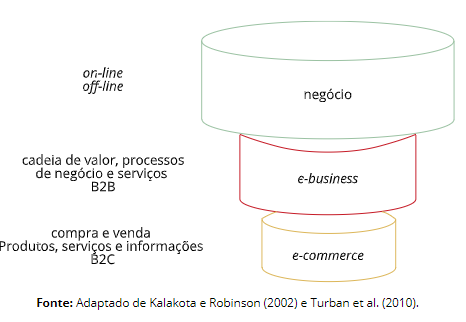 on-line
off-line
negócio
cadeia de valor, processos
de negócio e serviços
B2B
e-business
compra e venda
Produtos, serviços e informações
B2C
e-commerce
Fonte: Adaptado de Kalakota e Robinson (2002) e Turban et al. (2010).